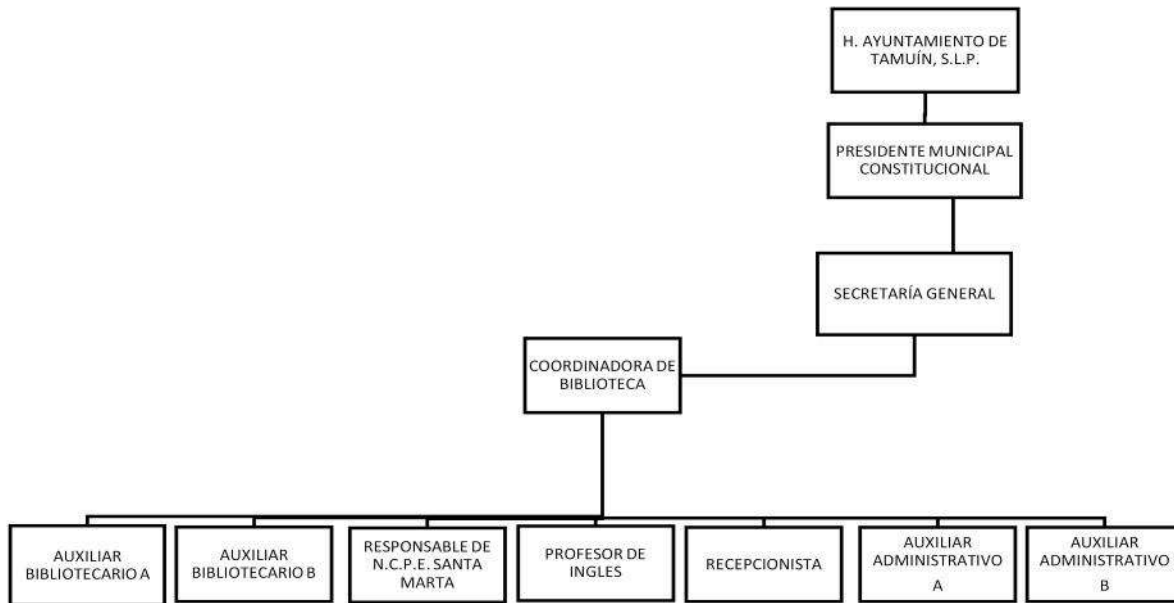 H. AYUNTAMIENTO DE
TAMUÍN, S.L.P.
PRESIDENTE MUNICIPAL
CONSTITUCIONAL
SECRETARÍA GENERAL
COORDINADORA DE
BIBLIOTECA
AUXILIAR
BIBLIOTECARIO A
AUXILIAR
BIBLIOTECARIO B
RESPONSABLE DE
N.C.P.E. SANTA
MARTA
PROFESOR DE
INGLES
RECEPCIONISTA
AUXILIAR
ADMINISTRATIVO
A
AUXILIAR
ADMINISTRATIVO
B